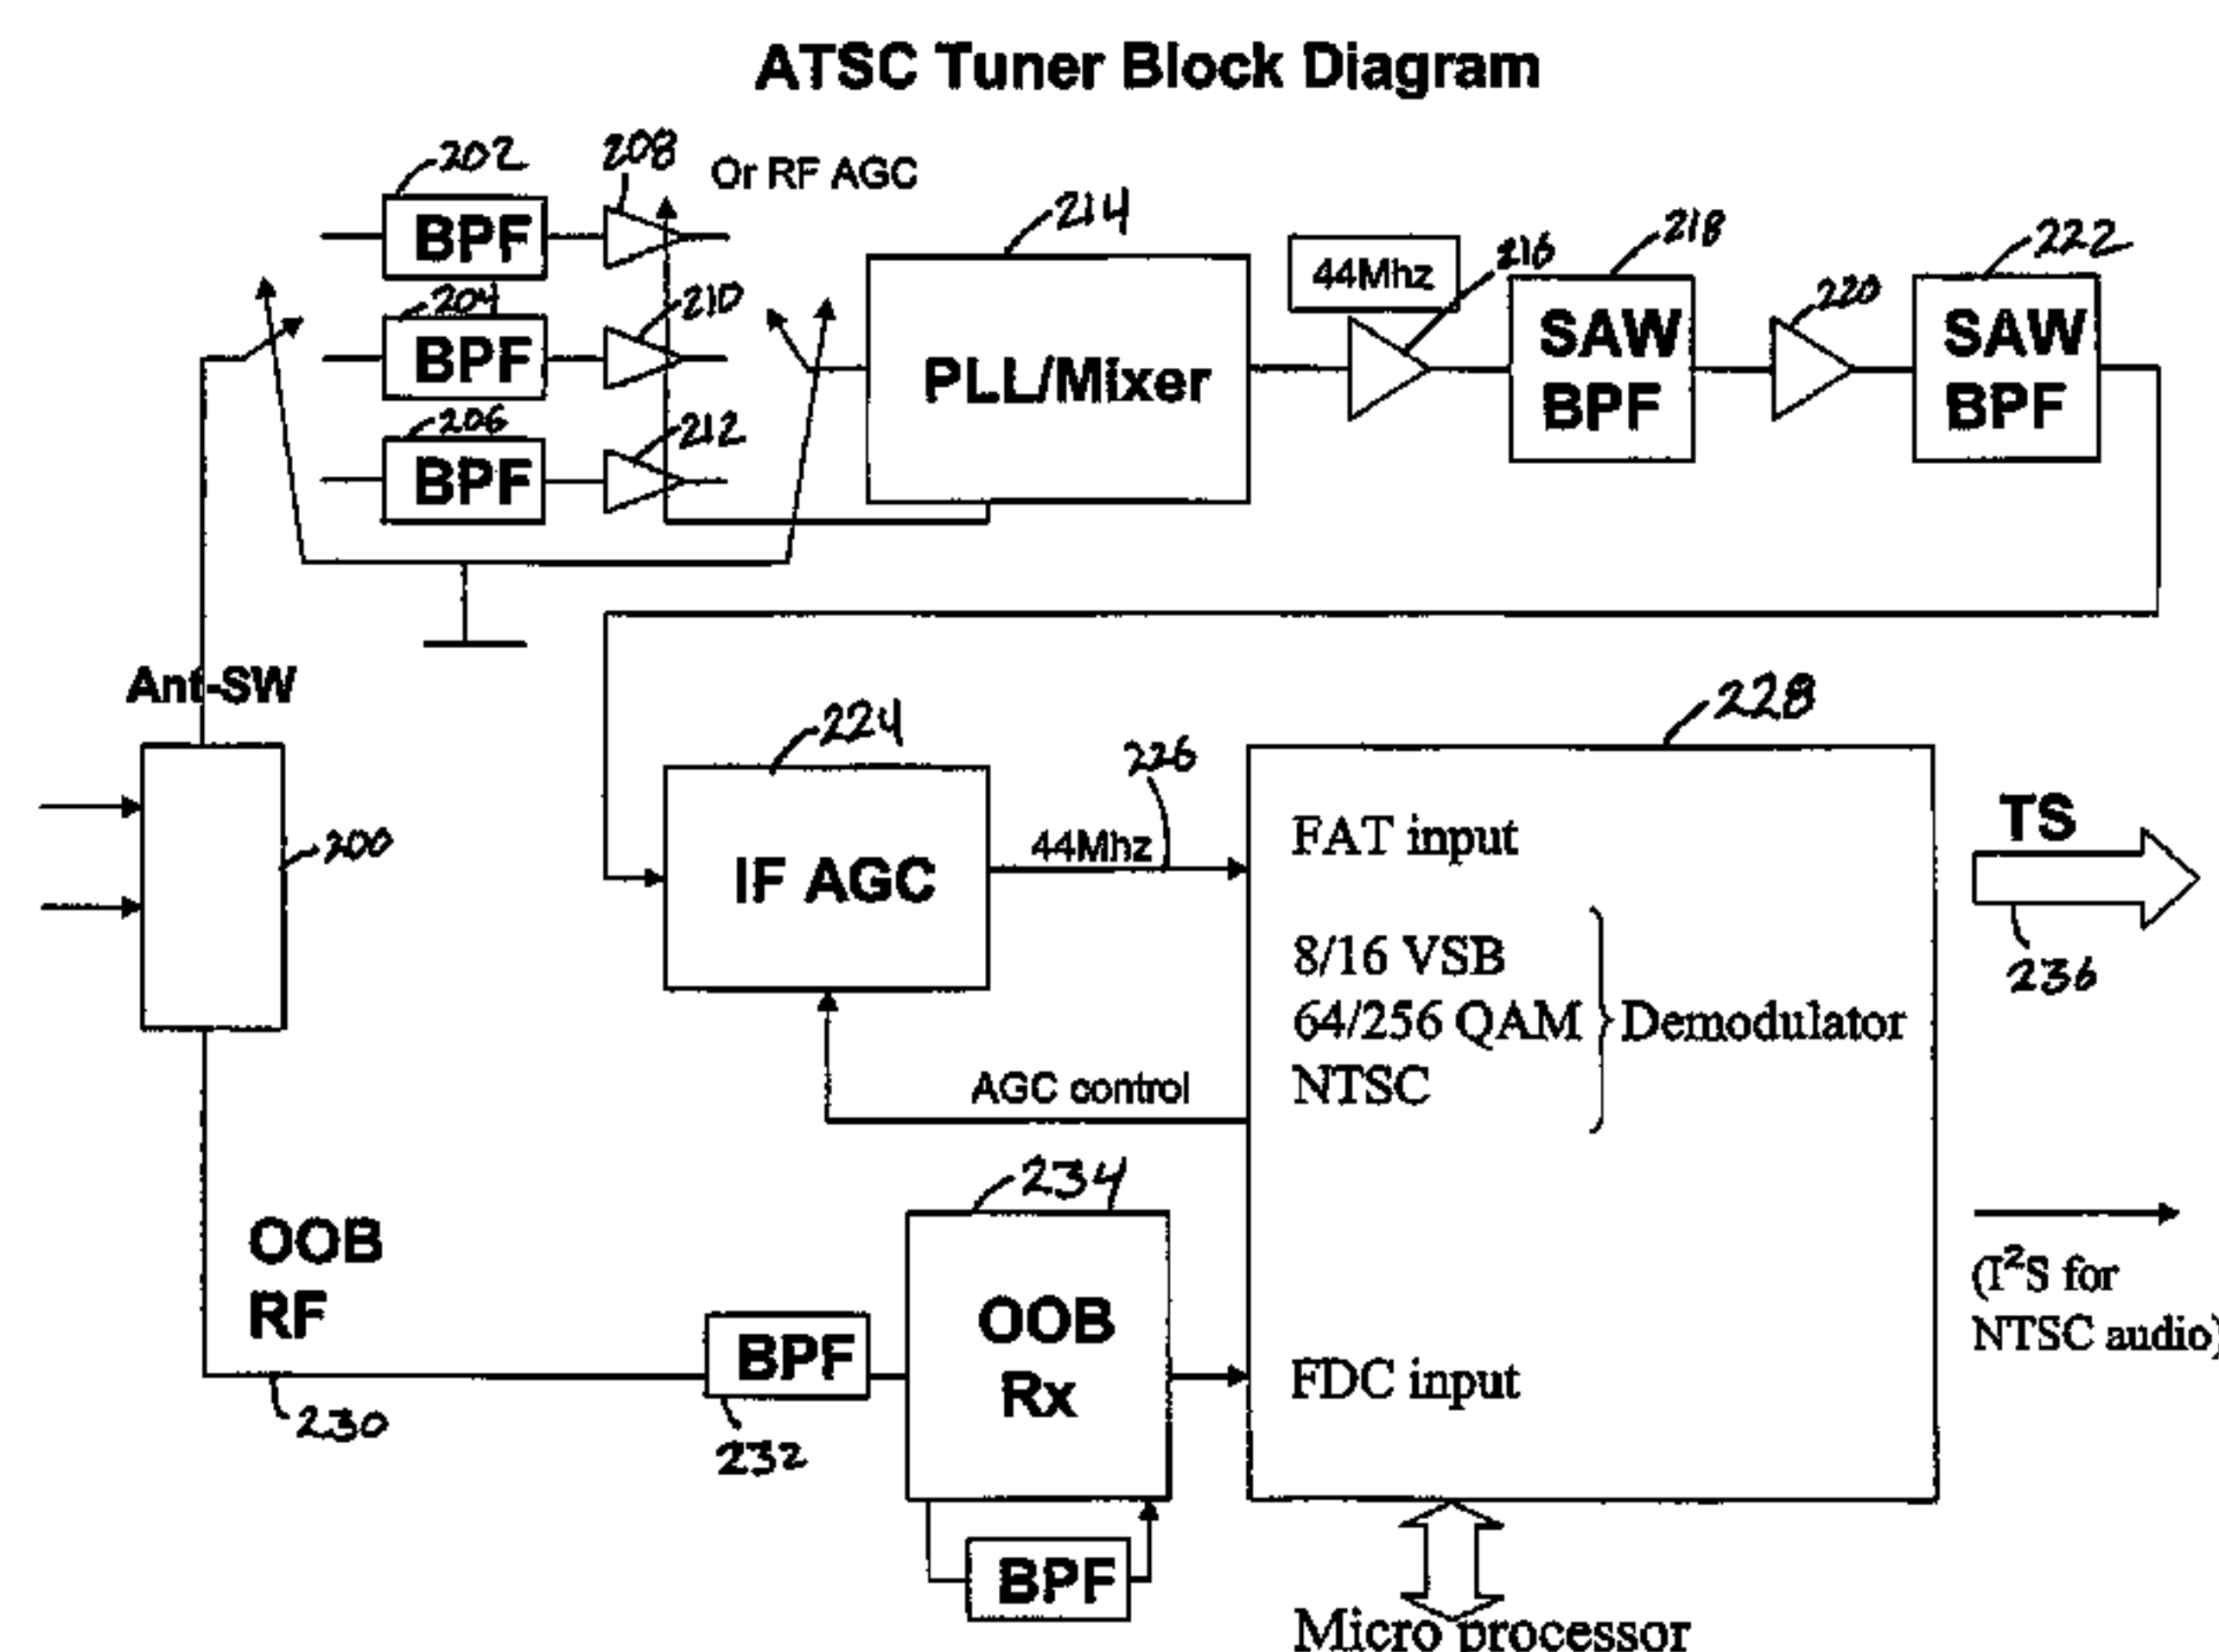 ATSC Tuner Block Diagram
202
208
Or RF AGC
BPF
204
210
BPF
206
212
BPF
214
PLL/Mixer
44Mhz
216
218
SAW
BPF
220
222
SAW
BPF
Ant-SW
200
224
IF AGC
44Mhz
226
228
FAT input
8/16 VSB
64/256 QAM
NTSC
Demodulator
AGC control
TS
236
OOB
RF
230
BPF
232
234
OOB
Rx
BPF
FDC input
(I²S for
NTSC audio)
Micro processor